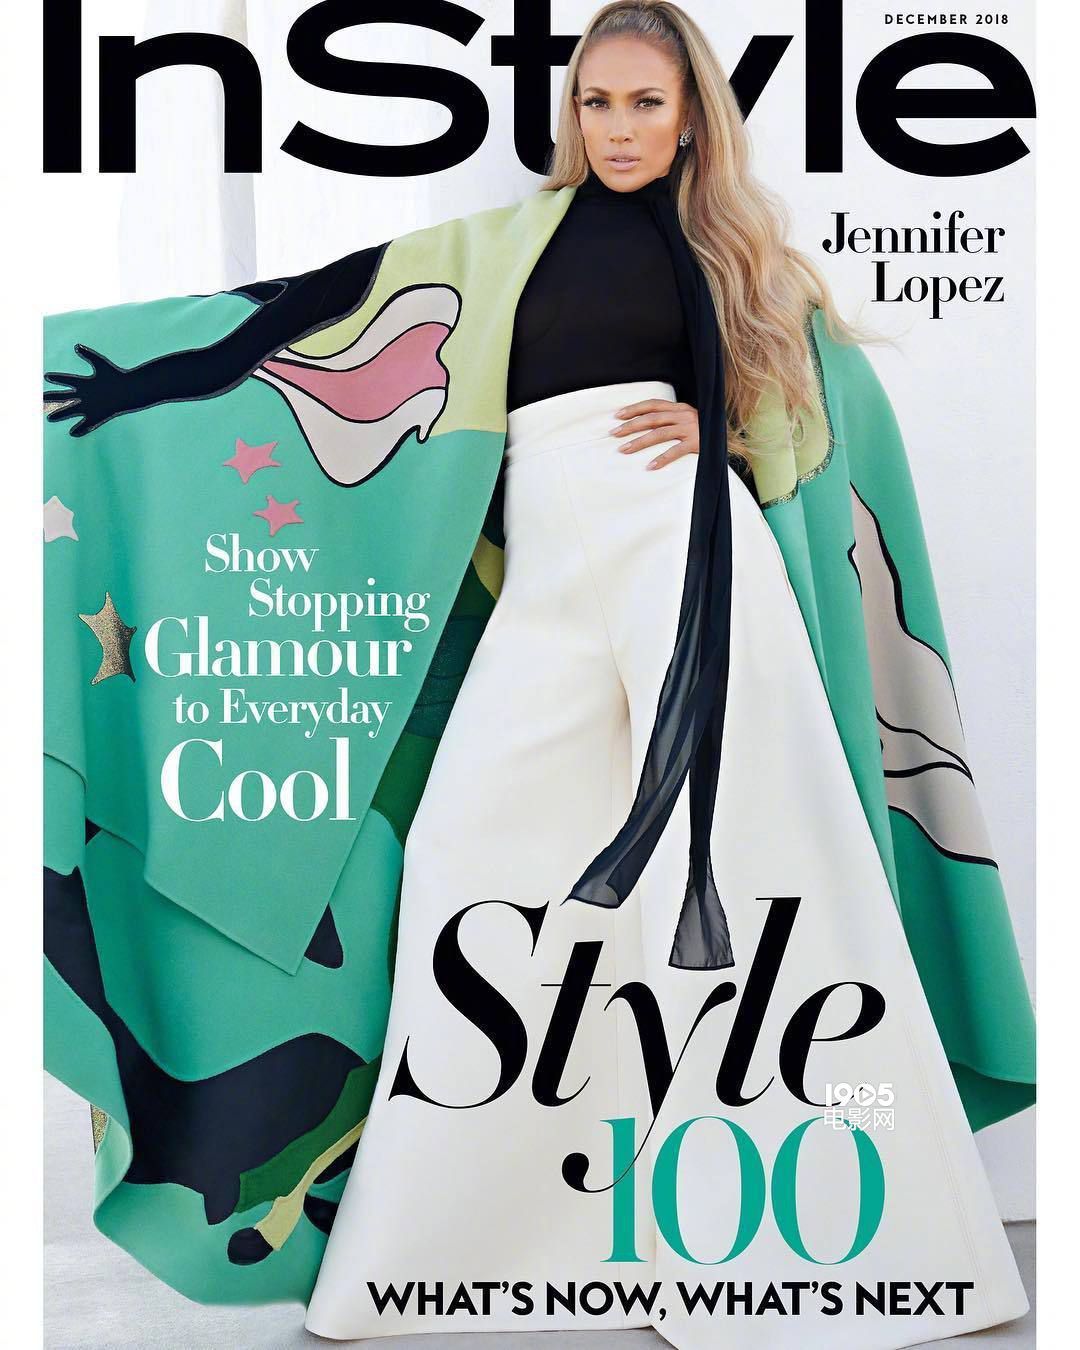 InStyle
DECEMBER 2018
Jennifer
Lopez
Show
Stopping
Glamour
to Everyday
Cool
Style
100
1905
电影网
WHAT'S NOW, WHAT'S NEXT